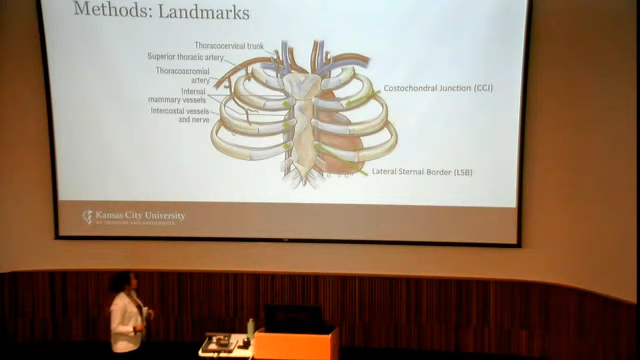 Methods: Landmarks
Thoracocervical trunk
Superior thoracic artery
Thoracoacromial
artery
Internal
mammary vessels
Intercostal vessels
and nerve
Costochondral Junction (CCJ)
Lateral Sternal Border (LSB)
Kansas City University